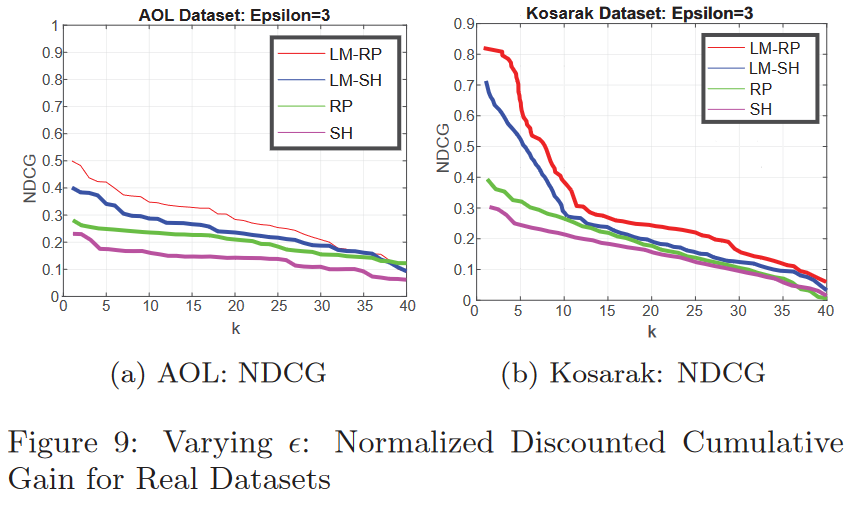 AOL Dataset: Epsilon=3
NDCG
1
0.9
0.8
0.7
0.6
0.5
0.4
0.3
0.2
0.1
0
0 5 10 15 20 25 30 35 40
k
LM-RP
LM-SH
RP
SH
(a) AOL: NDCG
Kosarak Dataset: Epsilon=3
NDCG
0.9
0.8
0.7
0.6
0.5
0.4
0.3
0.2
0.1
0
0 5 10 15 20 25 30 35 40
k
LM-RP
LM-SH
RP
SH
(b) Kosarak: NDCG
Figure 9: Varying ϵ: Normalized Discounted Cumulative
Gain for Real Datasets